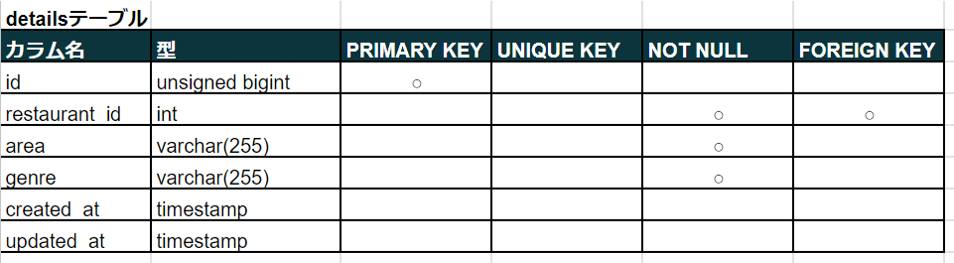 detailsテーブル
カラム名 型 PRIMARY KEY UNIQUE KEY NOT NULL FOREIGN KEY
id unsigned bigint ○
restaurant_id int ○ ○
area varchar(255) ○
genre varchar(255) ○
created_at timestamp
updated_at timestamp